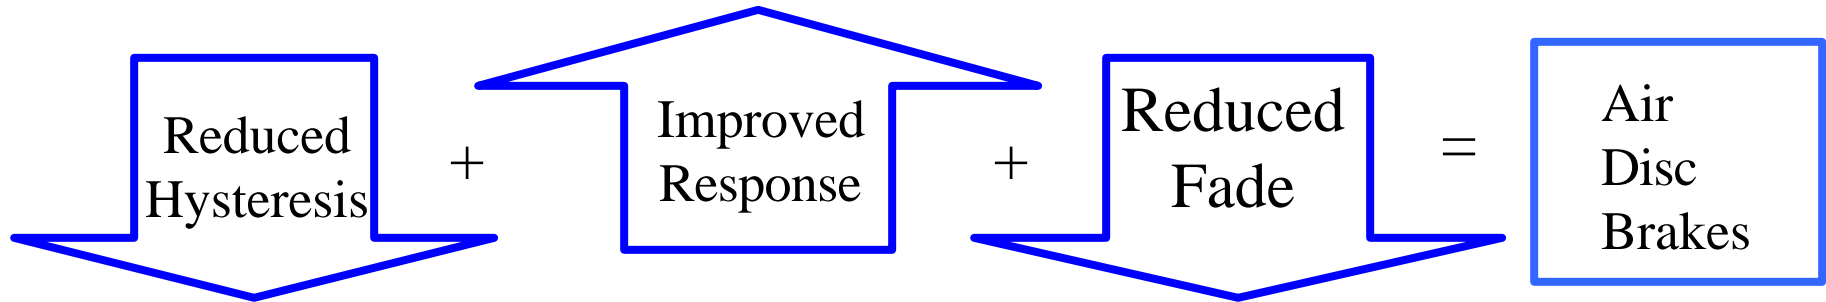 Reduced
Hysteresis
+
Improved
Response
+
Reduced
Fade
=
Air
Disc
Brakes